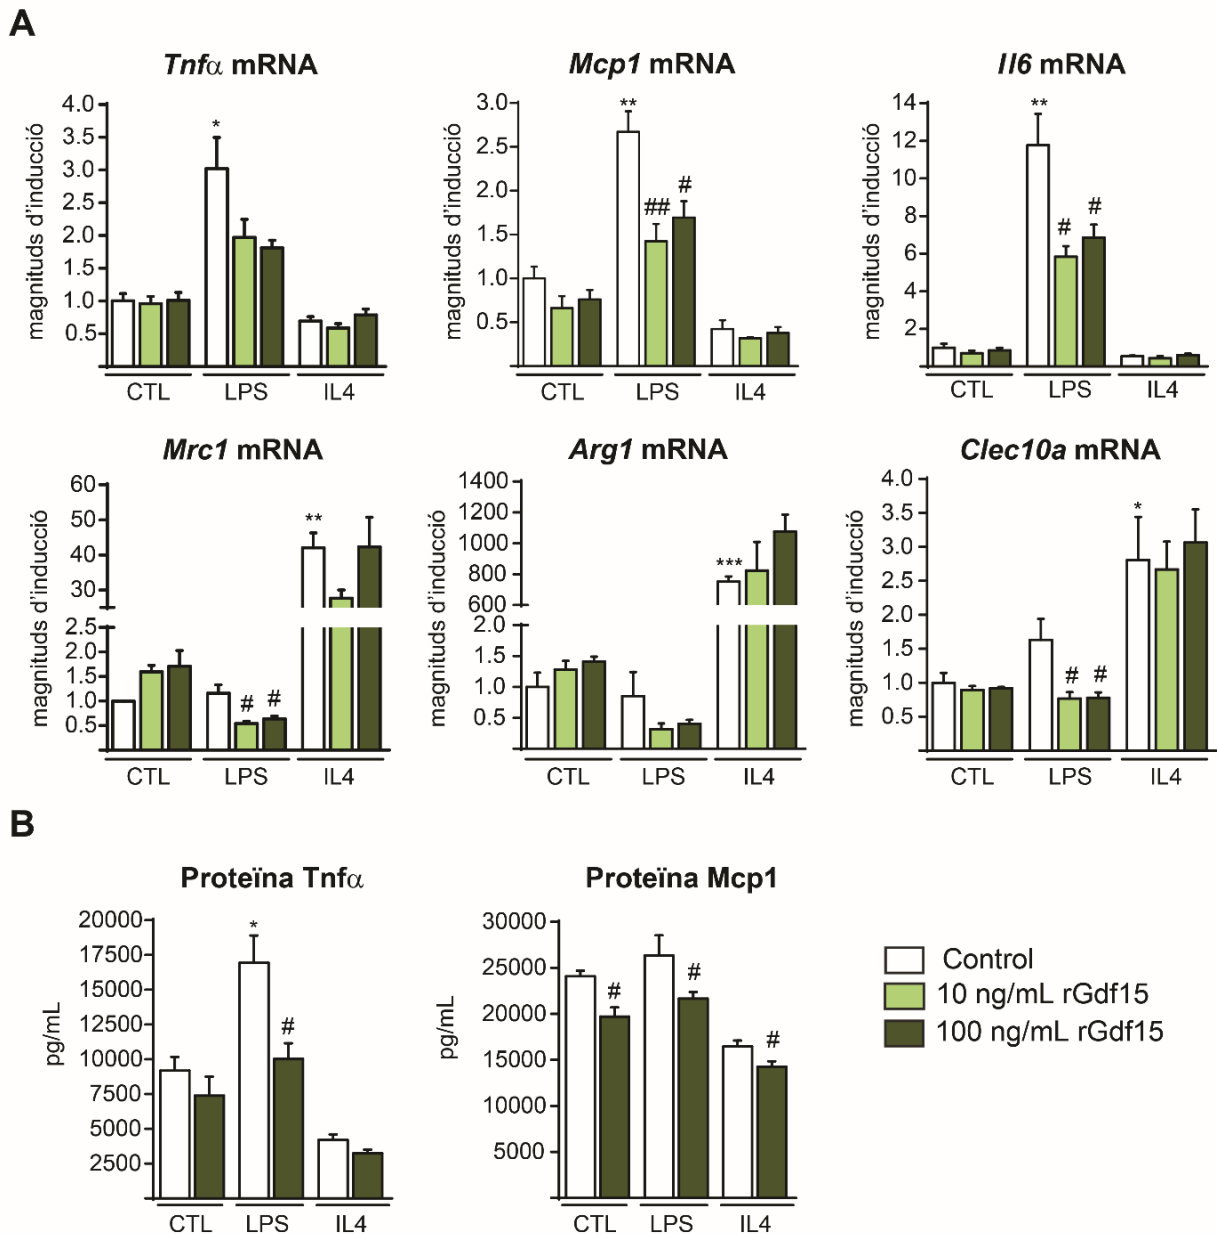 A
Tnfα mRNA
magnituds d'inducció
4.0
3.5
3.0
2.5
2.0
1.5
1.0
0.5
*
CTL LPS IL4
Mcp1 mRNA
magnituds d'inducció
3.0
2.5
2.0
1.5
1.0
0.5
**
##
#
CTL LPS IL4
Il6 mRNA
magnituds d'inducció
14
12
10
8
6
4
2
**
#
#
CTL LPS IL4
Mrc1 mRNA
magnituds d'inducció
60
50
40
30
2.5
2.0
1.5
1.0
0.5
**
# #
CTL LPS IL4
Arg1 mRNA
magnituds d'inducció
1400
1200
1000
800
600
2.0
1.5
1.0
0.5
***
CTL LPS IL4
Clec10a mRNA
magnituds d'inducció
4.0
3.5
3.0
2.5
2.0
1.5
1.0
0.5
*
# #
CTL LPS IL4
B
Proteïna Tnfα
pg/mL
20000
17500
15000
12500
10000
7500
5000
2500
*
#
CTL LPS IL4
Proteïna Mcp1
pg/mL
30000
25000
20000
15000
10000
5000
#
#
#
CTL LPS IL4
Control
10 ng/mL rGdf15
100 ng/mL rGdf15